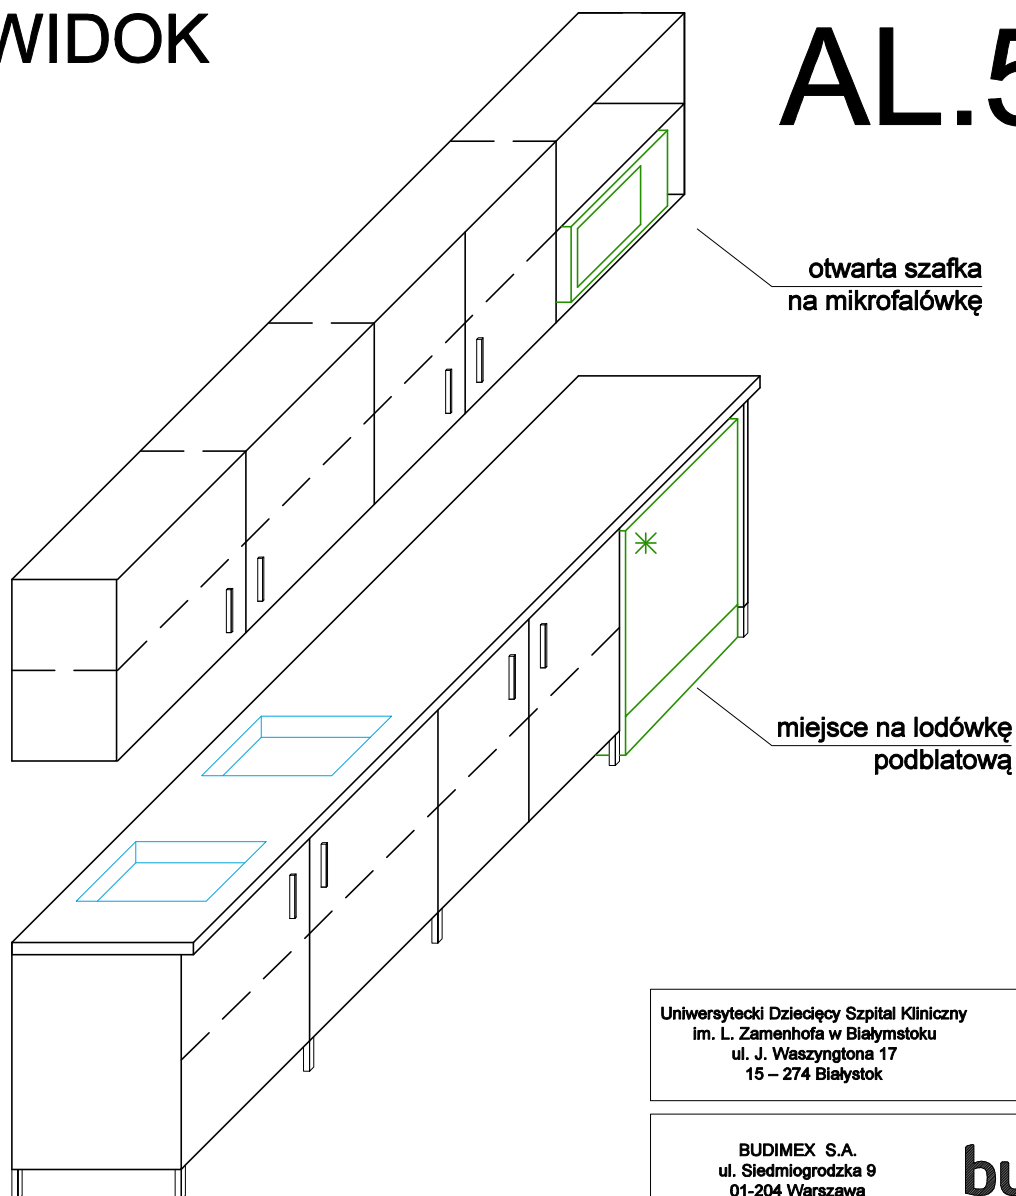 WIDOK
AL.5
otwarta szafka
na mikrofalówkę
miejsce na lodówkę
podblatową
Uniwersytecki Dziecięcy Szpital Kliniczny
im. L. Zamenhofa w Białymstoku
ul. J. Waszyngtona 17
15 – 274 Białystok
BUDIMEX S.A.
ul. Siedmiogrodzka 9
01-204 Warszawa
bu